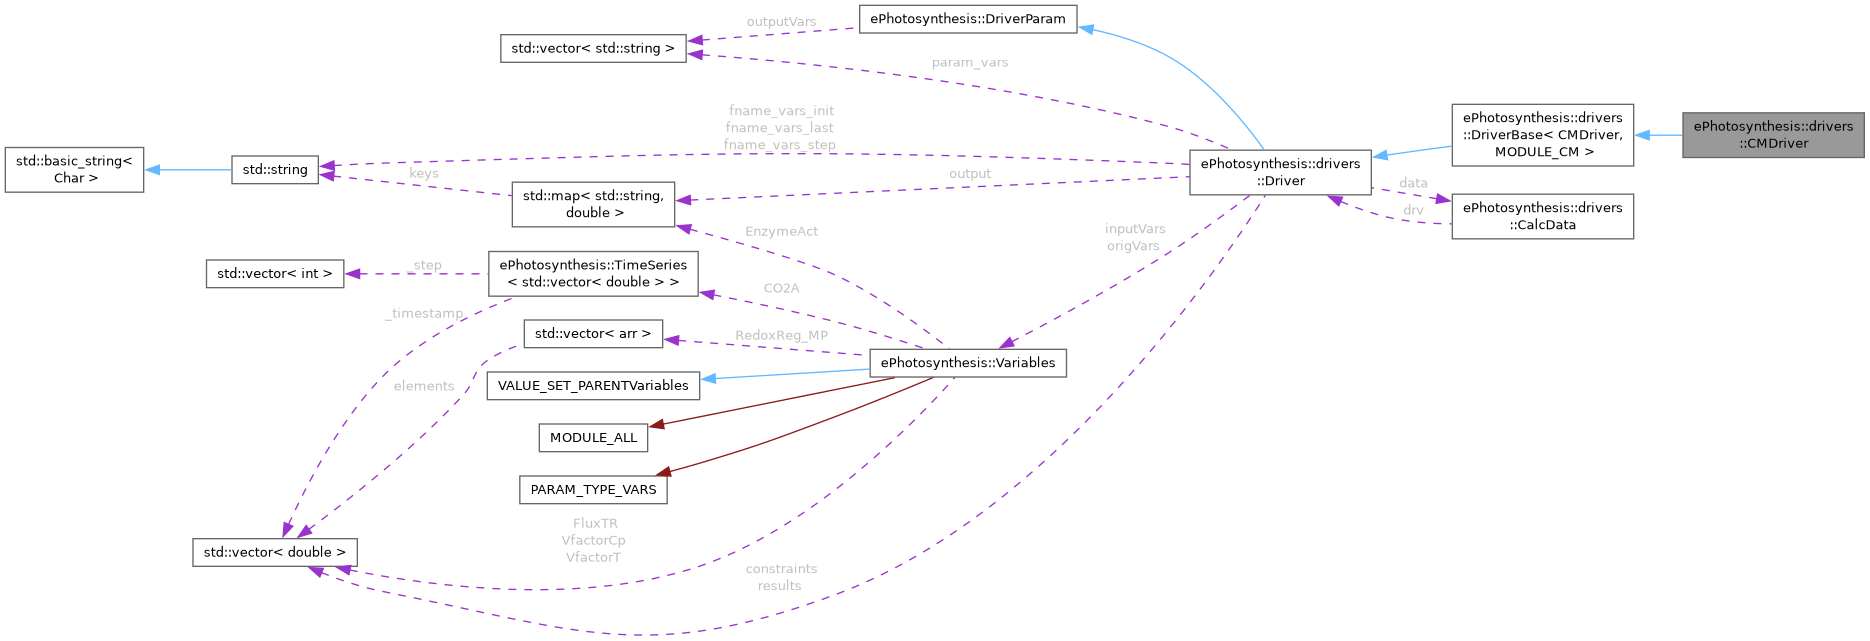 ePhotosynthesis::DriverParam
outputVars
std::vector< std::string >
param_vars
fname_vars_init
fname_vars_last
fname_vars_step
ePhotosynthesis::drivers
::DriverBase< CMDriver,
MODULE_CM >
ePhotosynthesis::drivers
::CMDriver
std::basic_string<
Char >
std::string
keys
output
ePhotosynthesis::drivers
::Driver
data
drv
std::map< std::string,
double >
ePhotosynthesis::drivers
::CalcData
EnzymeAct
inputVars
origVars
std::vector< int >
_step
ePhotosynthesis::TimeSeries
< std::vector< double > >
CO2A
_timestamp
std::vector< arr >
RedoxReg_MP
ePhotosynthesis::Variables
elements
VALUE_SET_PARENTVariables
MODULE_ALL
PARAM_TYPE_VARS
FluxTR
VfactorCp
VfactorT
std::vector< double >
constraints
results